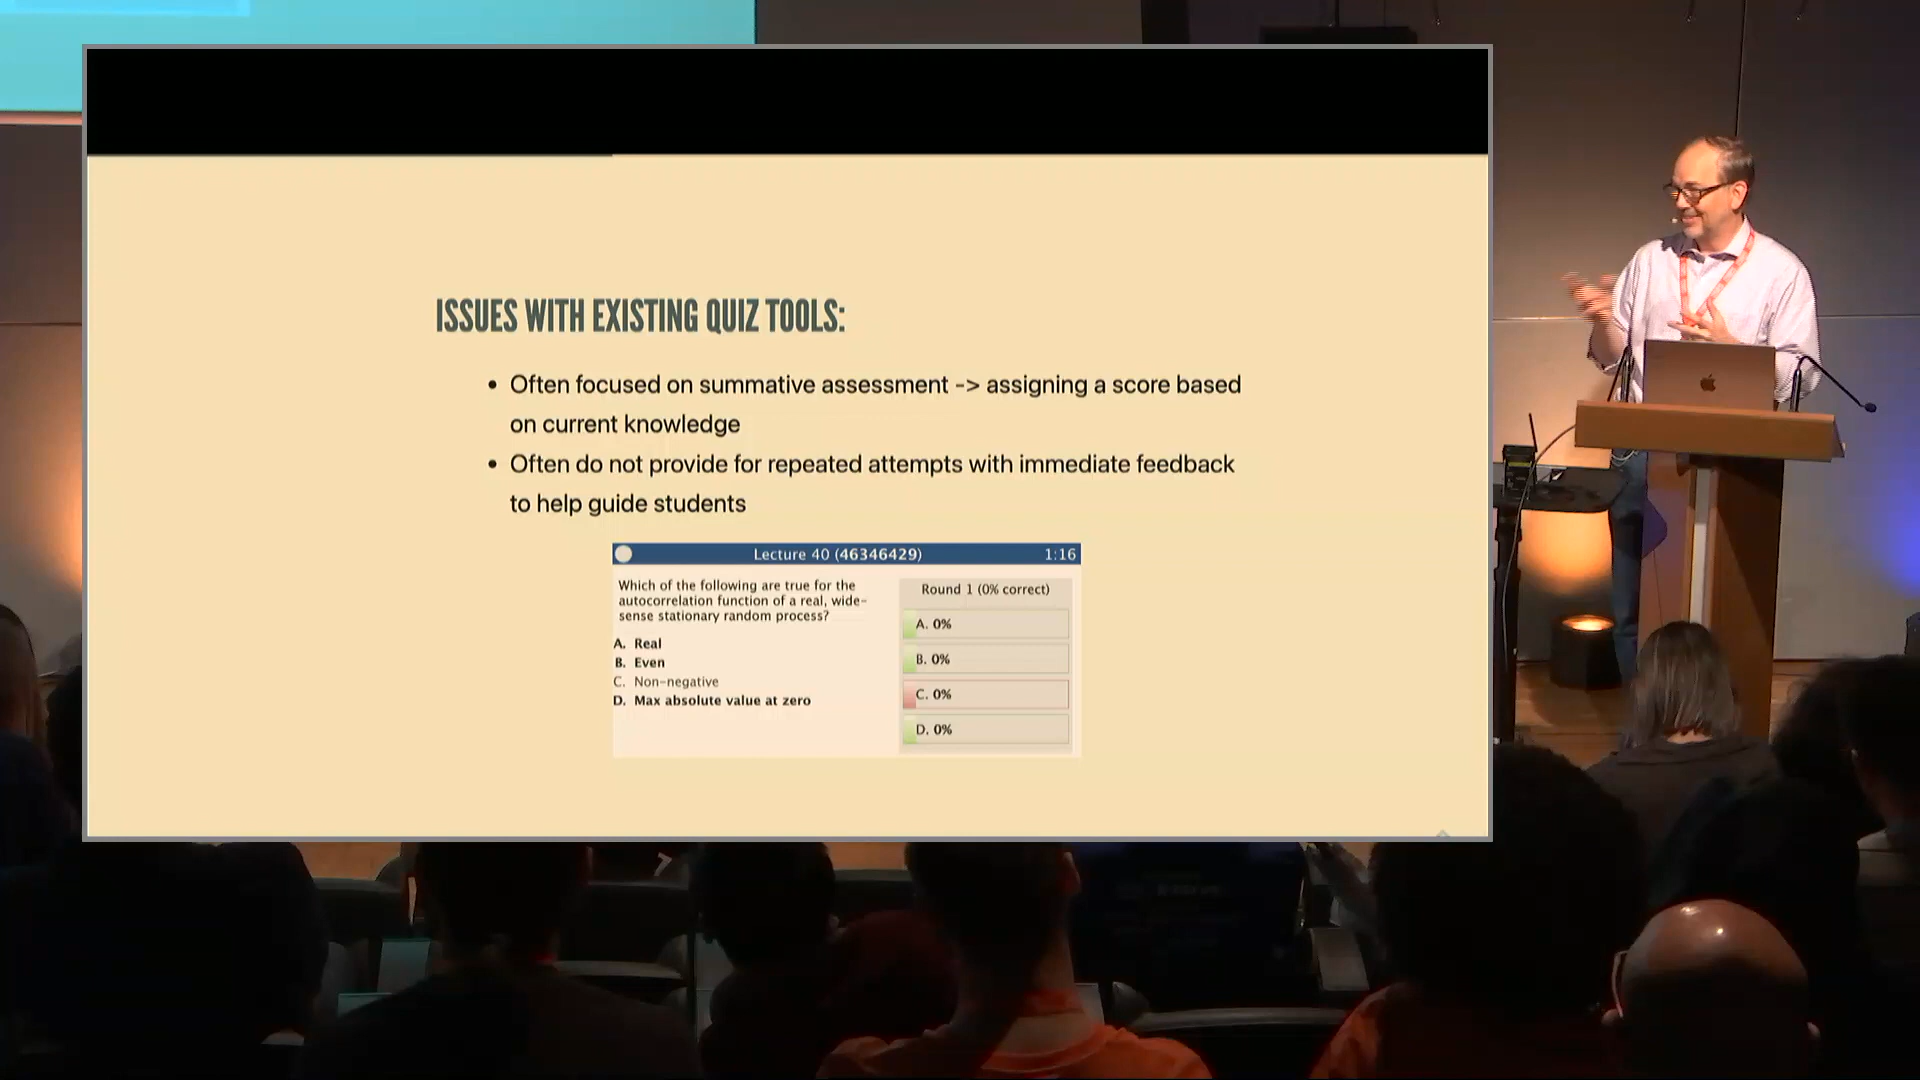 ISSUES WITH EXISTING QUIZ TOOLS:
• Often focused on summative assessment -> assigning a score based
on current knowledge
• Often do not provide for repeated attempts with immediate feedback
to help guide students
Lecture 40 (46346429) 1:16
Which of the following are true for the
autocorrelation function of a real, wide-
sense stationary random process?
A. Real
B. Even
C. Non-negative
D. Max absolute value at zero
Round 1 (0% correct)
A. 0%
B. 0%
C. 0%
D. 0%